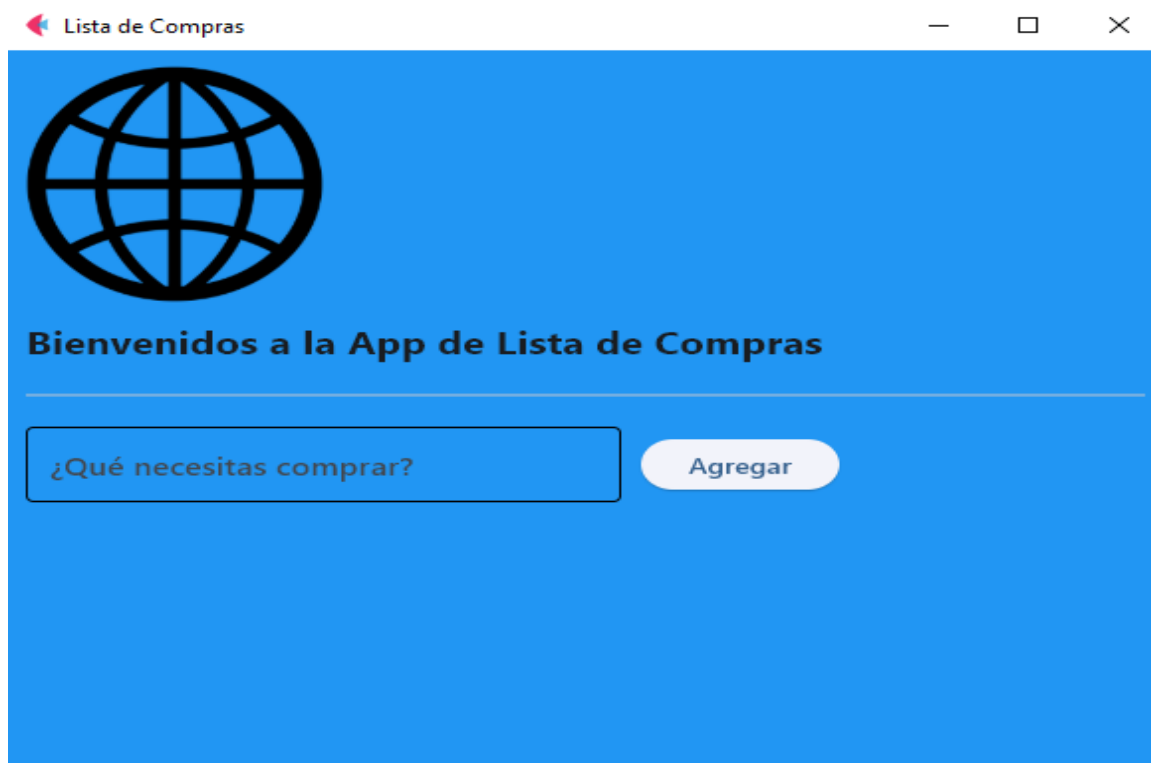 Lista de Compras
Bienvenidos a la App de Lista de Compras
¿Qué necesitas comprar?
Agregar